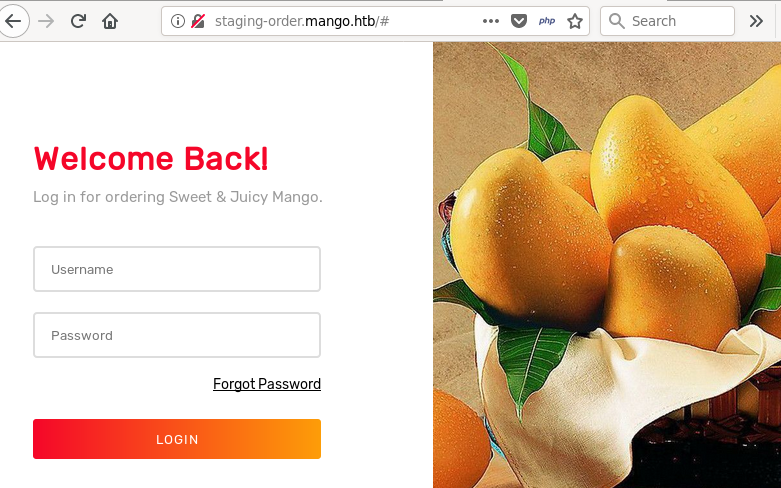 staging-order.mango.htb/#
php
Search
Welcome Back!
Log in for ordering Sweet & Juicy Mango.
Username
Password
Forgot Password
LOGIN